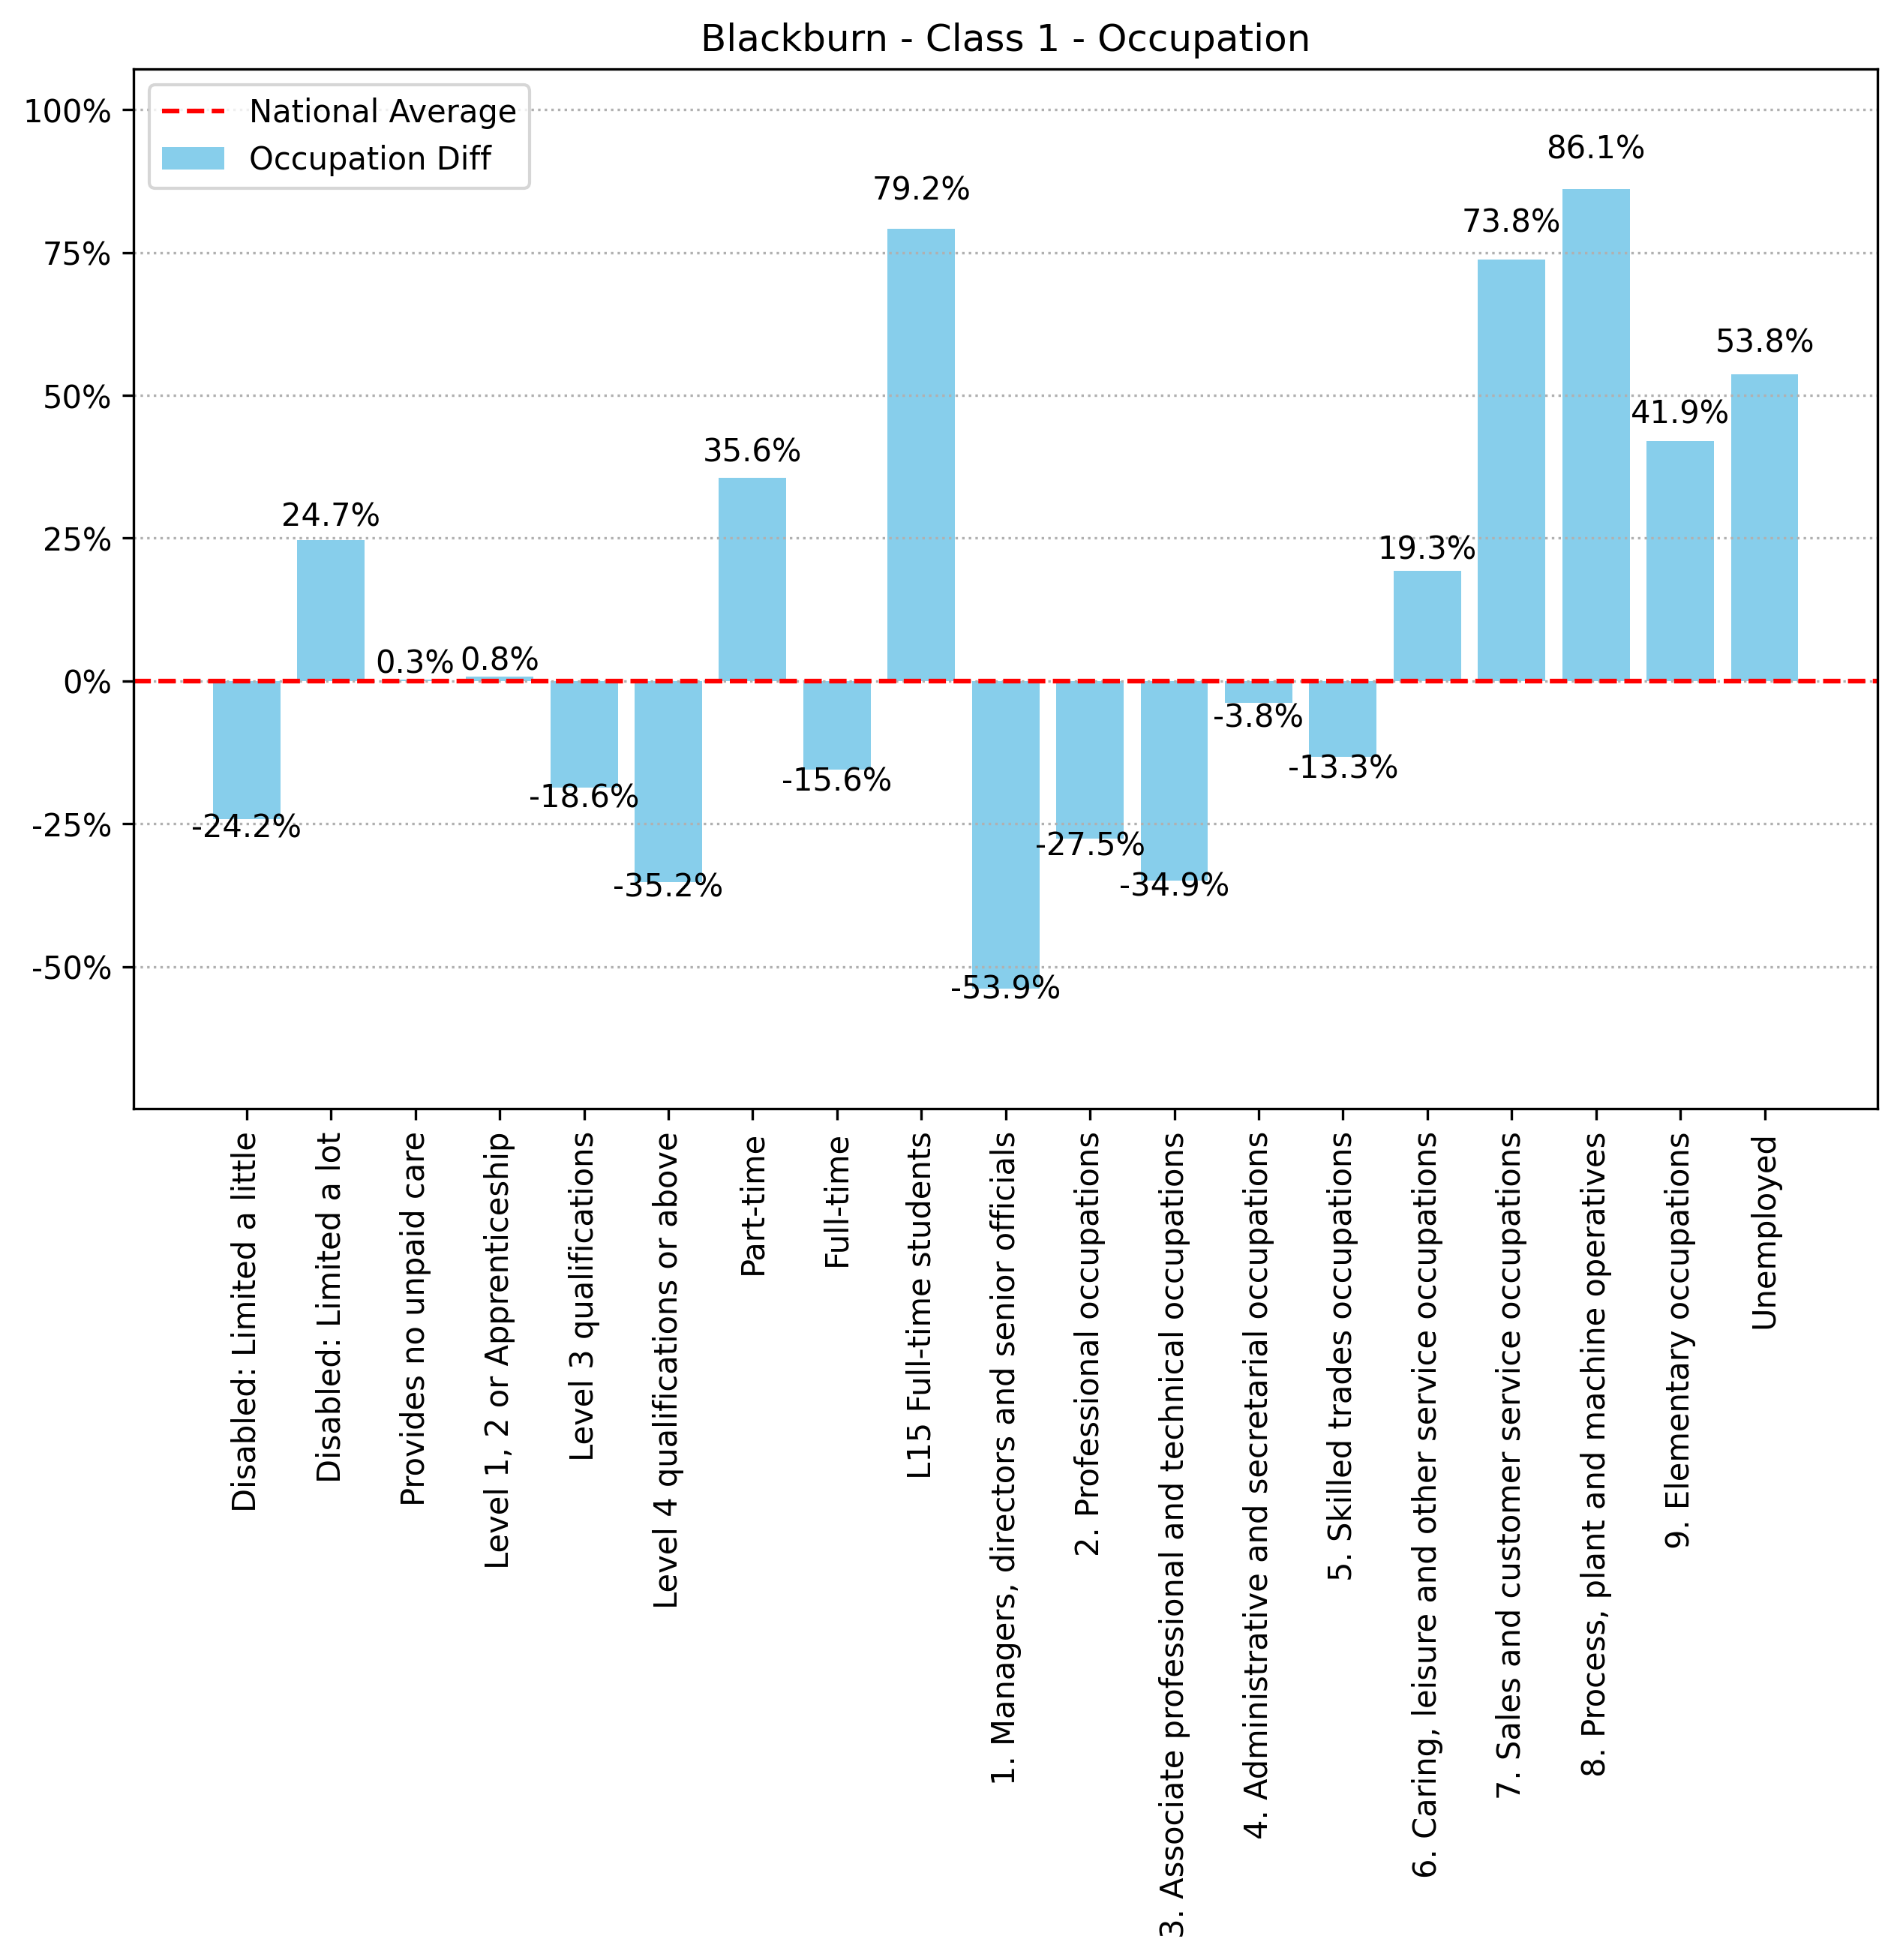 Blackburn - Class 1 - Occupation
National Average
Occupation Diff
100%
75%
50%
25%
0%
-25%
-50%
-24.2%
24.7%
0.3%
0.8%
-18.6%
-35.2%
35.6%
-15.6%
79.2%
-53.9%
-27.5%
-34.9%
-3.8%
-13.3%
19.3%
73.8%
86.1%
41.9%
53.8%
Disabled: Limited a little
Disabled: Limited a lot
Provides no unpaid care
Level 1, 2 or Apprenticeship
Level 3 qualifications
Level 4 qualifications or above
Part-time
Full-time
L15 Full-time students
1. Managers, directors and senior officials
2. Professional occupations
3. Associate professional and technical occupations
4. Administrative and secretarial occupations
5. Skilled trades occupations
6. Caring, leisure and other service occupations
7. Sales and customer service occupations
8. Process, plant and machine operatives
9. Elementary occupations
Unemployed